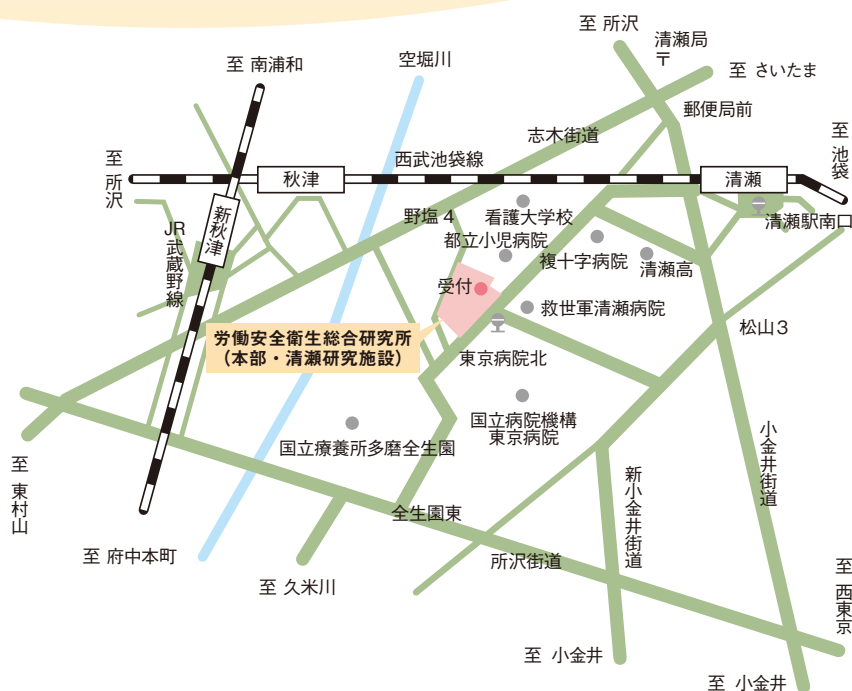 至 所沢
清瀬局
〒
至 さいたま
至 南浦和
空堀川
郵便局前
志木街道
至 池袋
至 所沢
西武池袋線
秋津
清瀬
新秋津
JR武蔵野線
野塩4
看護大学校
清瀬駅南口
都立小児病院
複十字病院
清瀬高
受付
救世軍清瀬病院
松山3
労働安全衛生総合研究所
(本部・清瀬研究施設)
東京病院北
国立病院機構
東京病院
国立療養所多磨全生園
小金井街道
新小金井街道
至 東村山
全生園東
至 府中本町
所沢街道
至 久米川
至 西東京
至 小金井
至 小金井